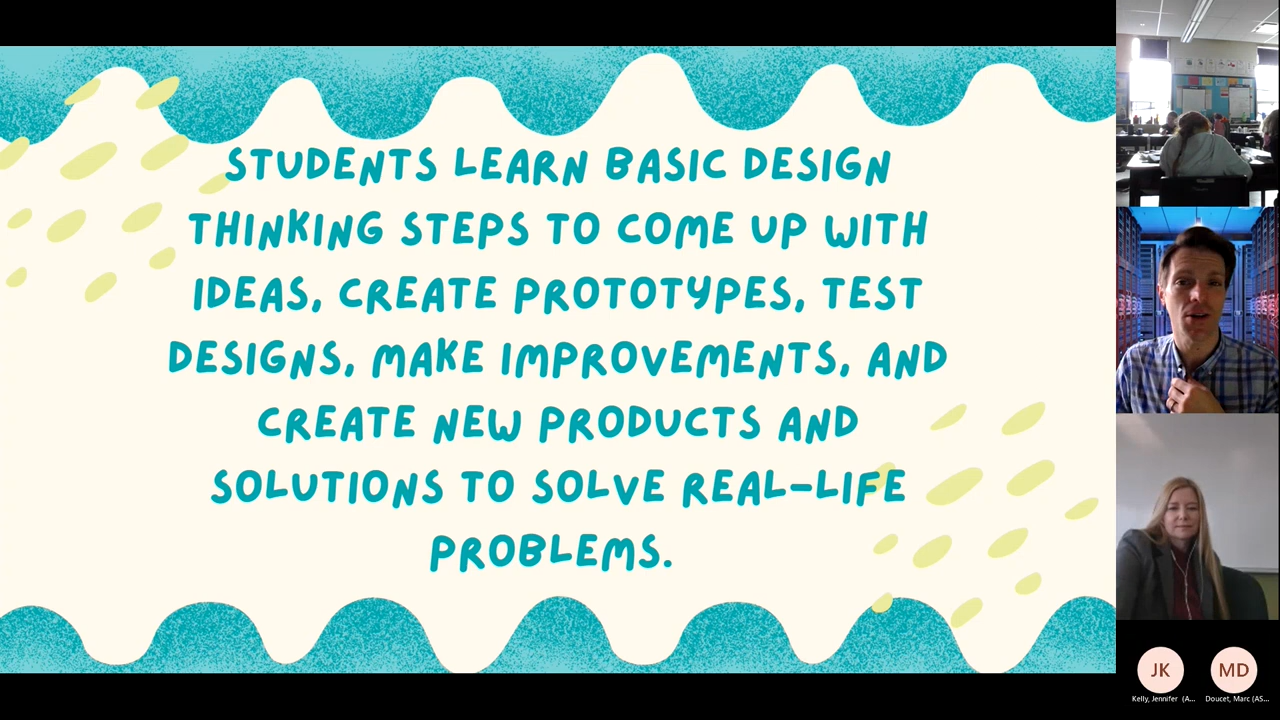 STUDENTS LEARN BASIC DESIGN
THINKING STEPS TO COME UP WITH
IDEAS, CREATE PROTOTYPES, TEST
DESIGNS, MAKE IMPROVEMENTS, AND
CREATE NEW PRODUCTS AND
SOLUTIONS TO SOLVE REAL-LIFE
PROBLEMS.
JK
MD
Kelly, Jennifer (A...
Doucet, Marc (AS...